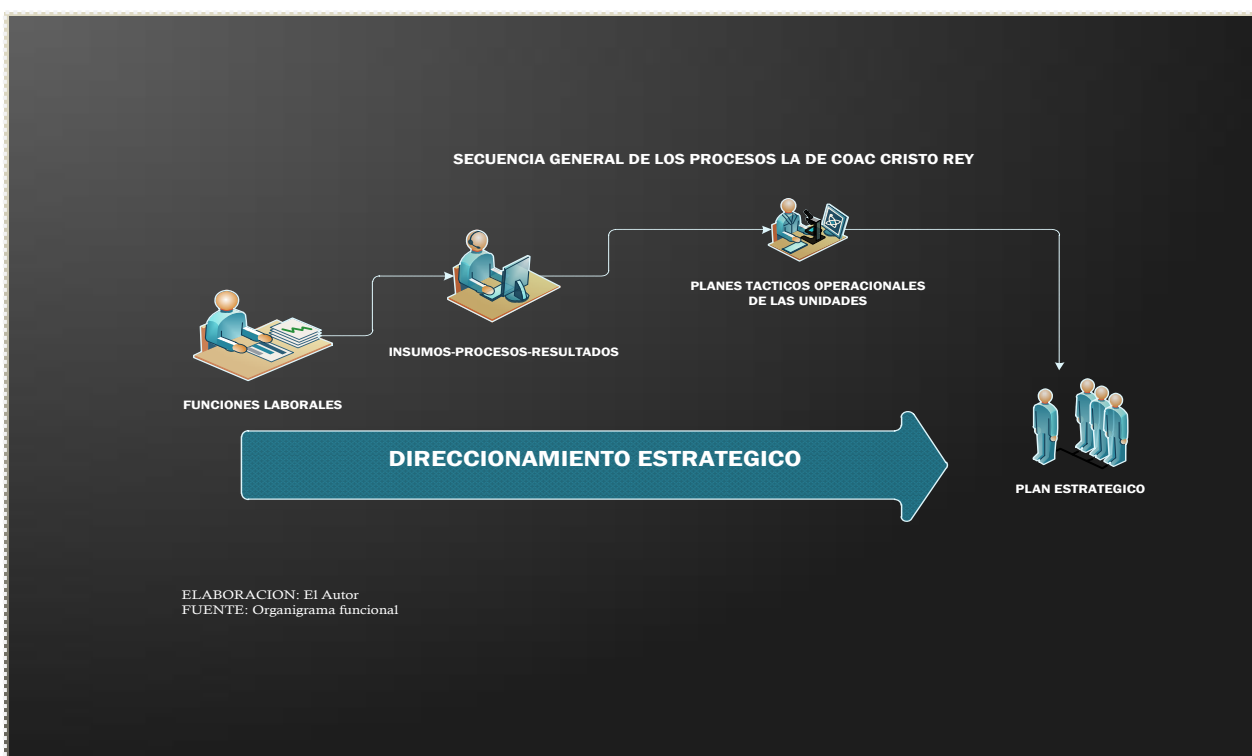 SECUENCIA GENERAL DE LOS PROCESOS LA DE COAC CRISTO REY
PLANES TACTICOS OPERACIONALES
DE LAS UNIDADES
INSUMOS-PROCESOS-RESULTADOS
FUNCIONES LABORALES
DIRECCIONAMIENTO ESTRATEGICO
PLAN ESTRATEGICO
ELABORACION: El Autor
FUENTE: Organigrama funcional